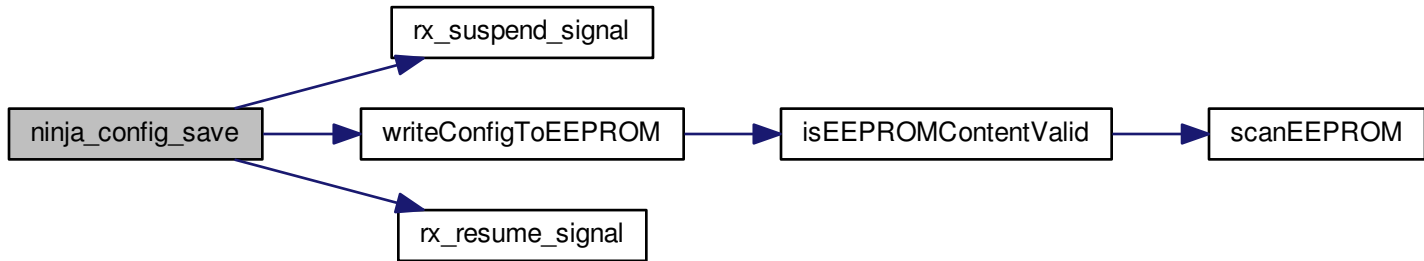 rx_suspend_signal
ninja_config_save
writeConfigToEEPROM
isEEPROMContentValid
scanEEPROM
rx_resume_signal